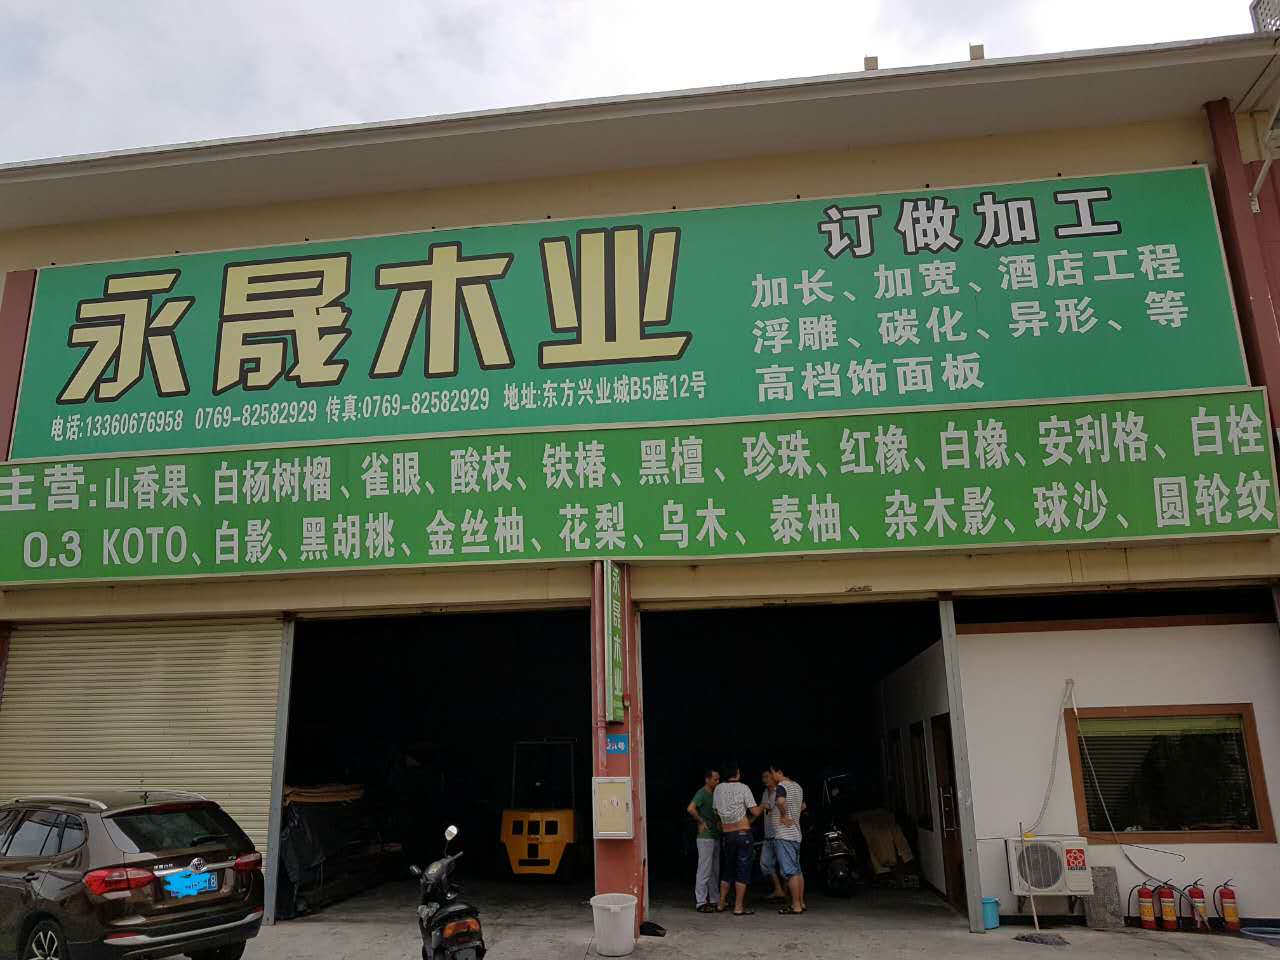 永晟木业
电话:13360676958 0769-82582929 传真:0769-82582929 地址:东方兴业城B5座12号
订做加工
加长、加宽、酒店工程
浮雕、碳化、异形、等
高档饰面板
主营:山香果、白杨树榴、雀眼、酸枝、铁椿、黑檀、珍珠、红橡、白橡、安利格、白栓
0.3 KOTO、白影、黑胡桃、金丝柚、花梨、乌木、泰柚、杂木影、球沙、圆轮纹
永晟木业